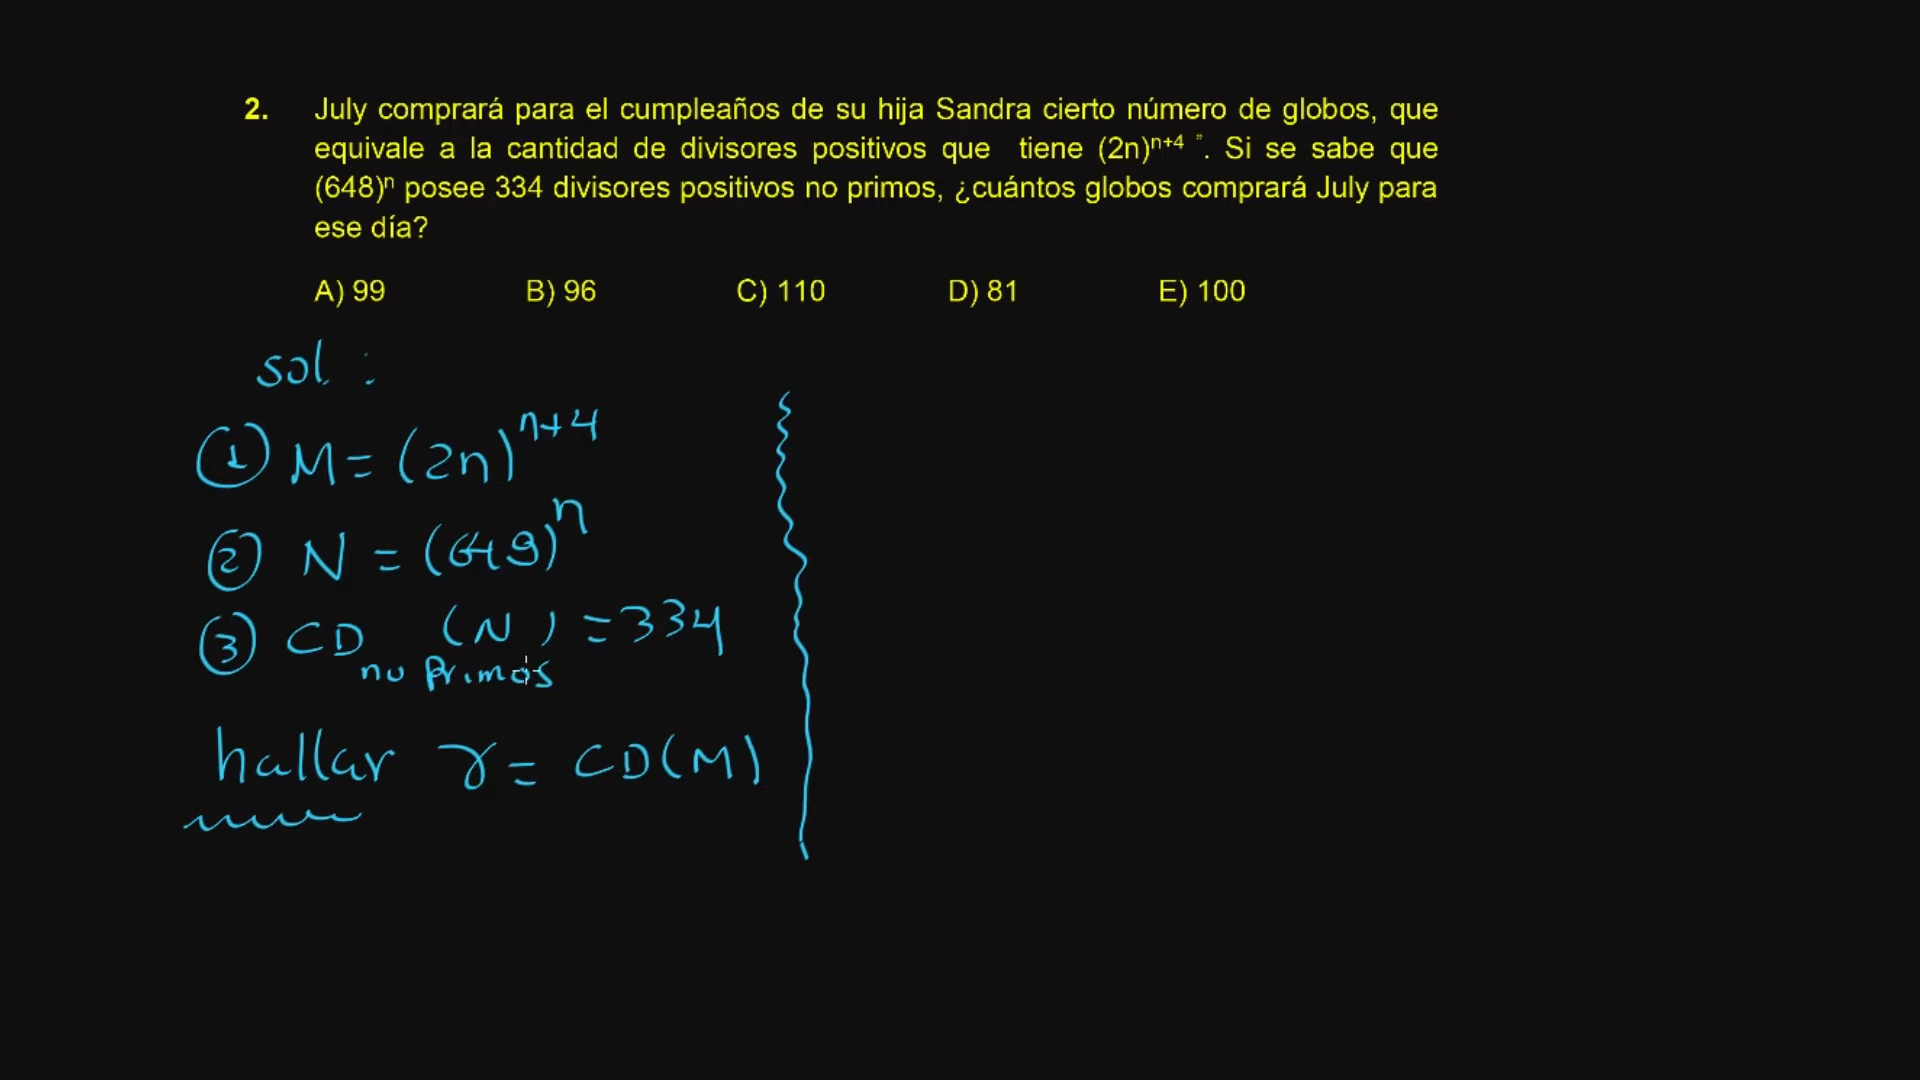 2. July comprará para el cumpleaños de su hija Sandra cierto número de globos, que
equivale a la cantidad de divisores positivos que tiene (2n)ⁿ⁺⁴ ”. Si se sabe que
(648)ⁿ posee 334 divisores positivos no primos, ¿cuántos globos comprará July para
ese día?
A) 99 B) 96 C) 110 D) 81 E) 100
sol :
① M = (2n)ⁿ⁺⁴
② N = (648)ⁿ
③ CD (N) = 334
no Primos
hallar γ = CD(M)